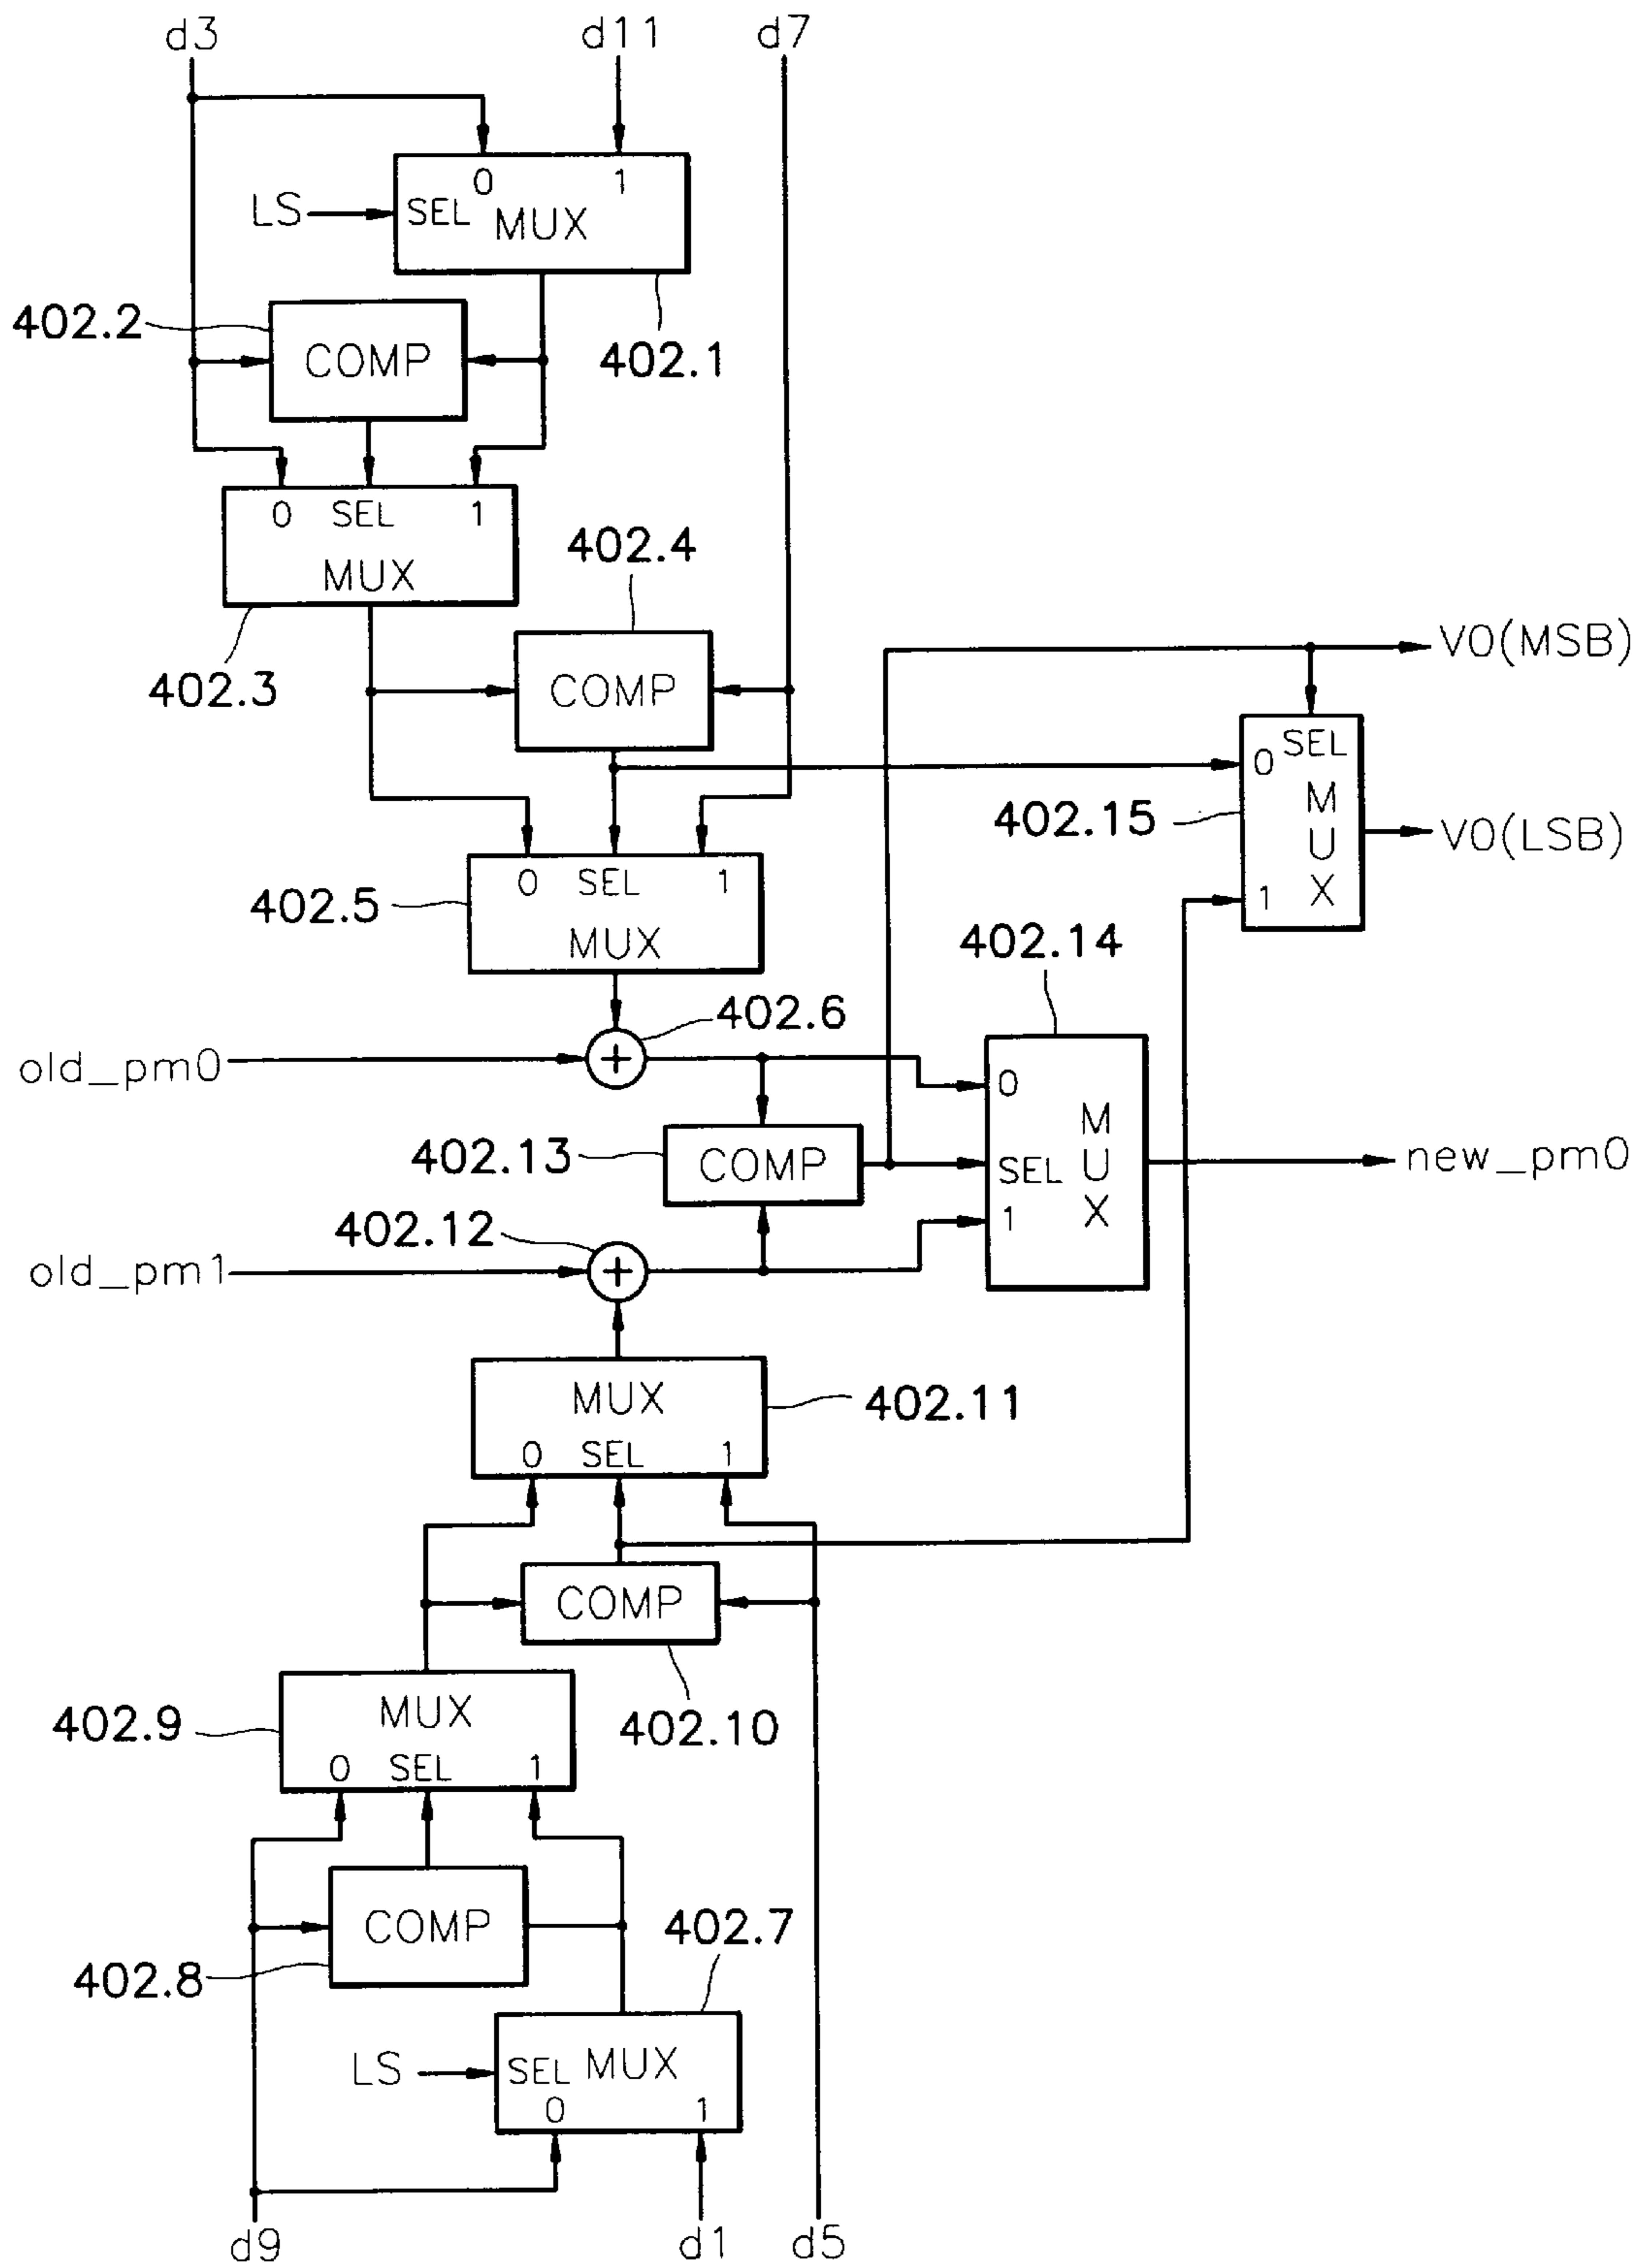 d3 d11 d7
0 1
LS SEL MUX
402.2 COMP 402.1
0 SEL 1
MUX
402.4
402.3 COMP V0(MSB)
SEL
0
M
U
X
402.15
V0(LSB)
1
0 SEL 1
402.5
MUX
402.14
402.6
old_pm0
0
M
U
X
402.13 COMP SEL new_pm0
1
402.12
old_pm1
MUX 402.11
0 SEL 1
COMP
402.9 MUX 402.10
0 SEL 1
COMP 402.7
402.8
LS SEL MUX
0 1
d9 d1 d5